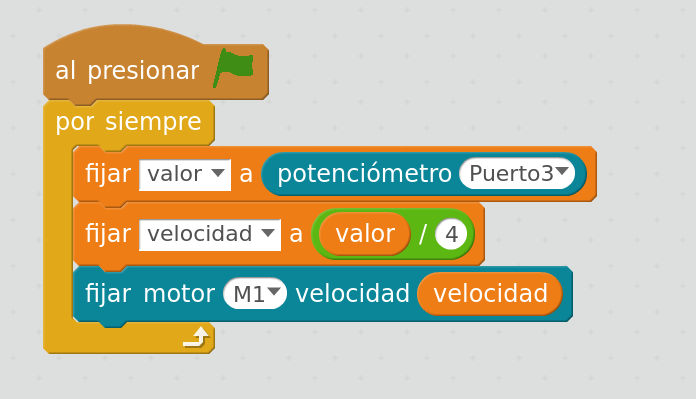 al presionar
por siempre
fijar valor a potenciómetro Puerto3
fijar velocidad a valor / 4
fijar motor M1 velocidad velocidad